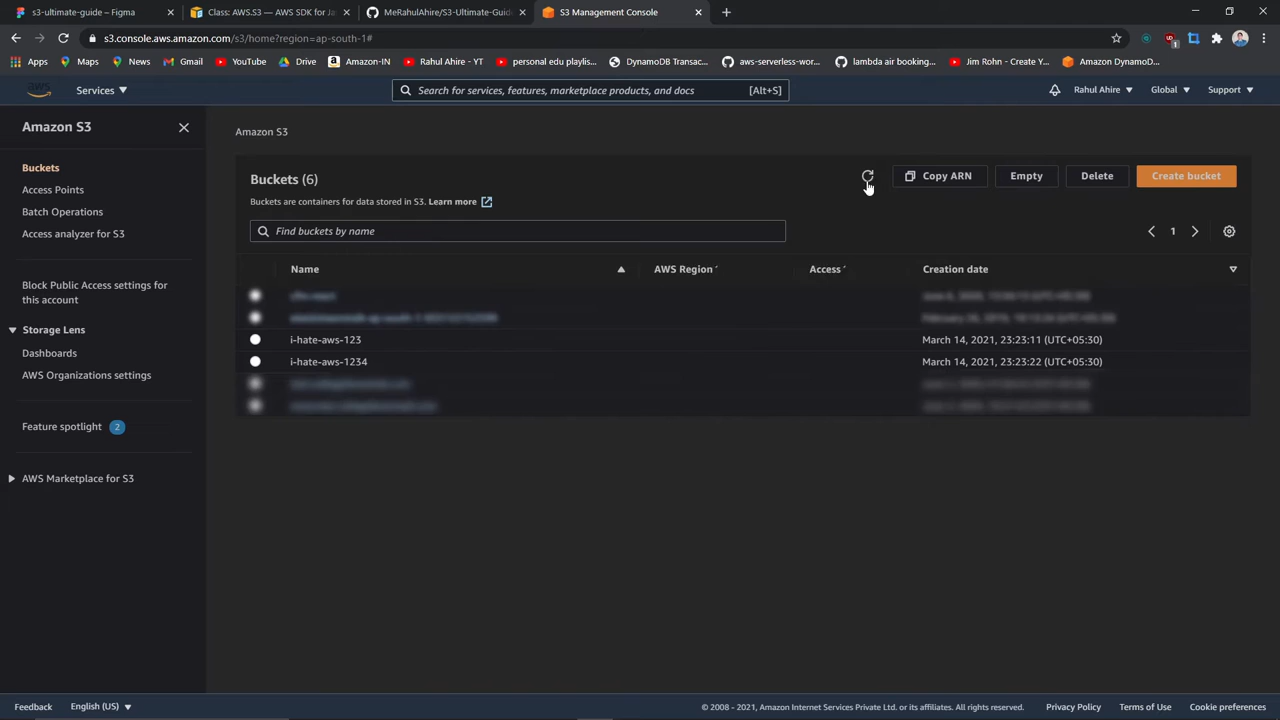 s3-ultimate-guide – Figma
Class: AWS.S3 — AWS SDK for Ja
MeRahulAhire/S3-Ultimate-Guid
S3 Management Console
s3.console.aws.amazon.com/s3/home?region=ap-south-1#
1
Apps
Maps
News
Gmail
YouTube
Drive
Amazon-IN
Rahul Ahire - YT
personal edu playlis...
DynamoDB Transac...
aws-serverless-wor...
lambda air booking...
Jim Rohn - Create Y...
Amazon DynamoD...
aws
Services
Search for services, features, marketplace products, and docs
[Alt+S]
Rahul Ahire
Global
Support
Amazon S3
Buckets
Access Points
Batch Operations
Access analyzer for S3
Block Public Access settings for
this account
Storage Lens
Dashboards
AWS Organizations settings
Feature spotlight 2
AWS Marketplace for S3
Amazon S3
Buckets (6)
Copy ARN
Empty
Delete
Create bucket
Buckets are containers for data stored in S3. Learn more
Find buckets by name
1
Name
AWS Region
Access
Creation date
i-hate-aws-123
March 14, 2021, 23:23:11 (UTC+05:30)
i-hate-aws-1234
March 14, 2021, 23:23:22 (UTC+05:30)
Feedback
English (US)
© 2008 - 2021, Amazon Internet Services Private Ltd. or its affiliates. All rights reserved.
Privacy Policy
Terms of Use
Cookie preferences